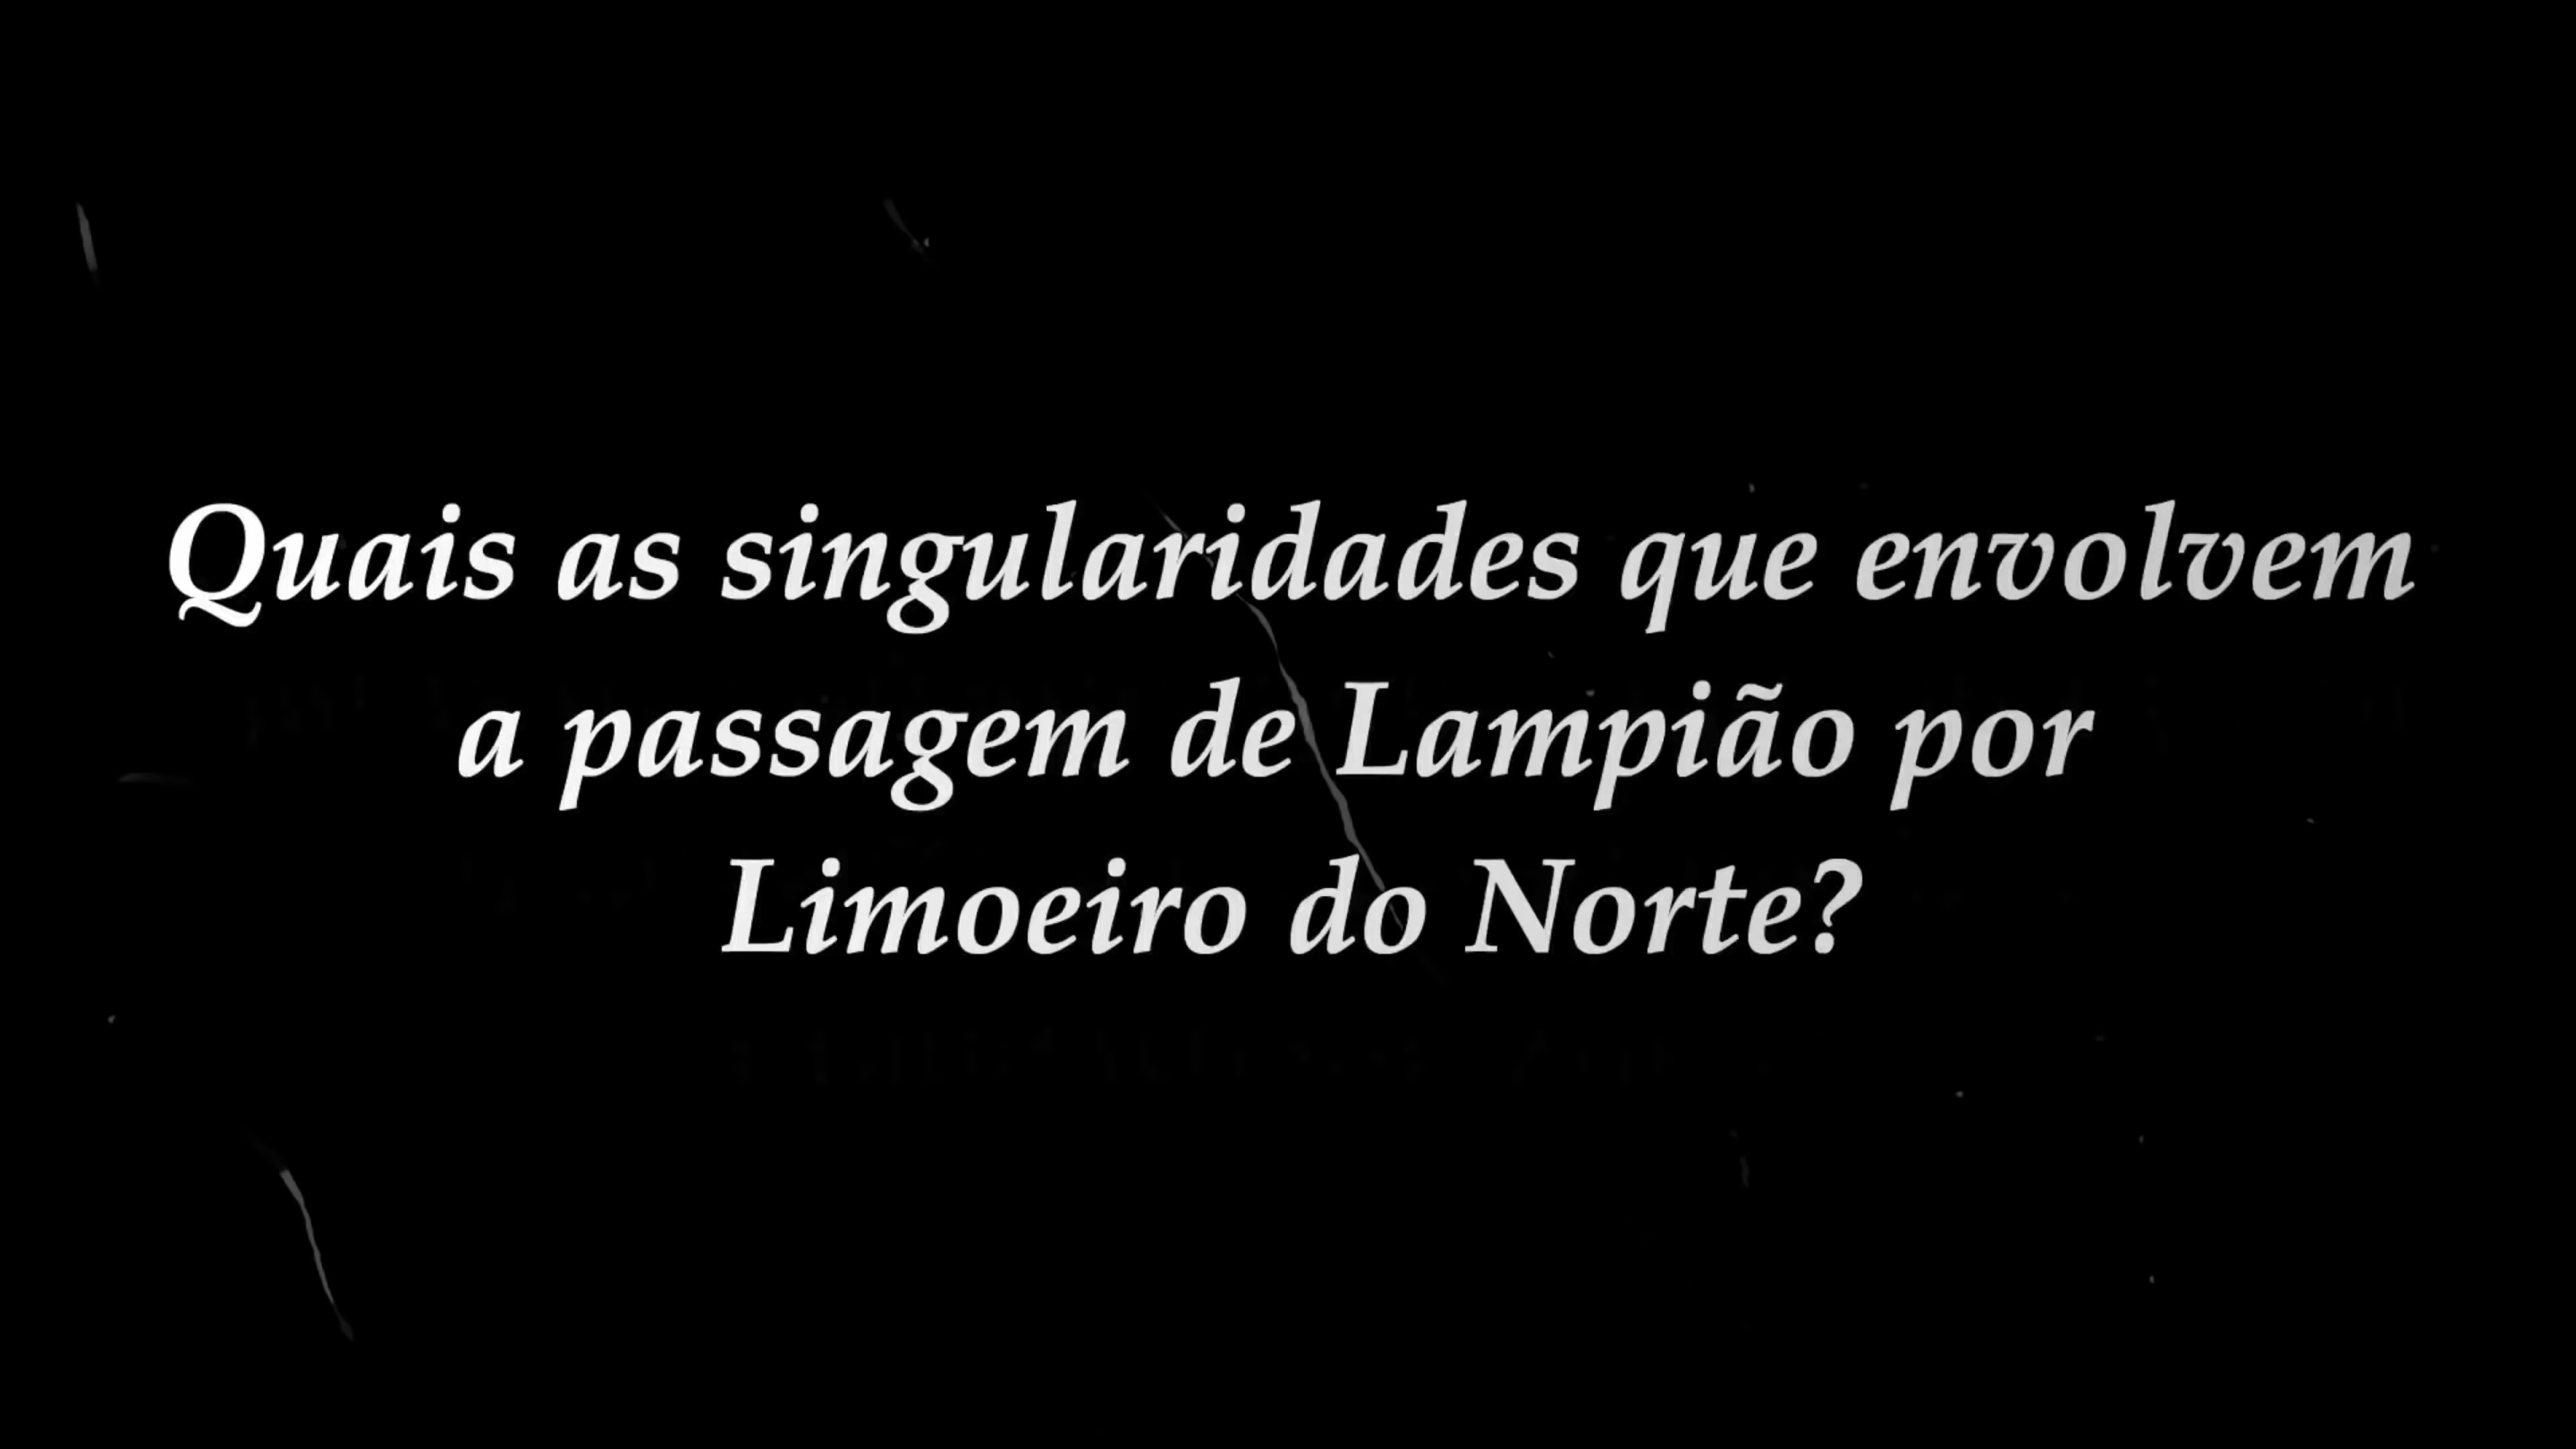 Quais as singularidades que envolvem
a passagem de Lampião por
Limoeiro do Norte?